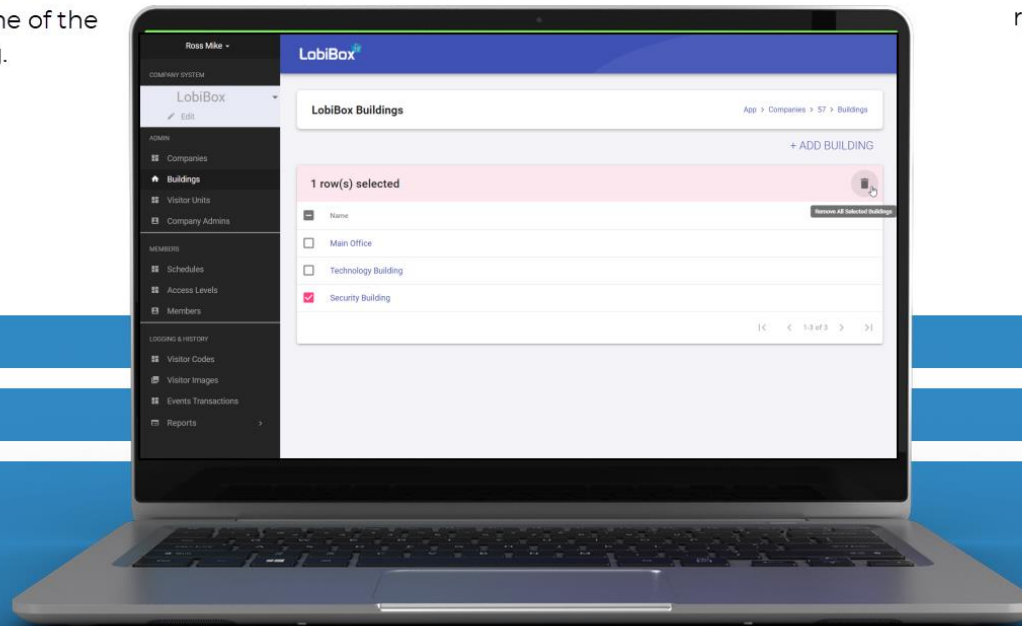 ne of the
r
Ross Mike
LobiBox
COMPANY SYSTEM
LobiBox
Edit
LobiBox Buildings
App > Companies > 57 > Buildings
ADMIN
+ ADD BUILDING
Companies
Buildings
1 row(s) selected
Visitor Units
Company Admins
Name
Remove All Selected Buildings
Main Office
MEMBERS
Schedules
Technology Building
Access Levels
Security Building
Members
1-3 of 3
LOGGING & HISTORY
Visitor Codes
Visitor Images
Events Transactions
Reports